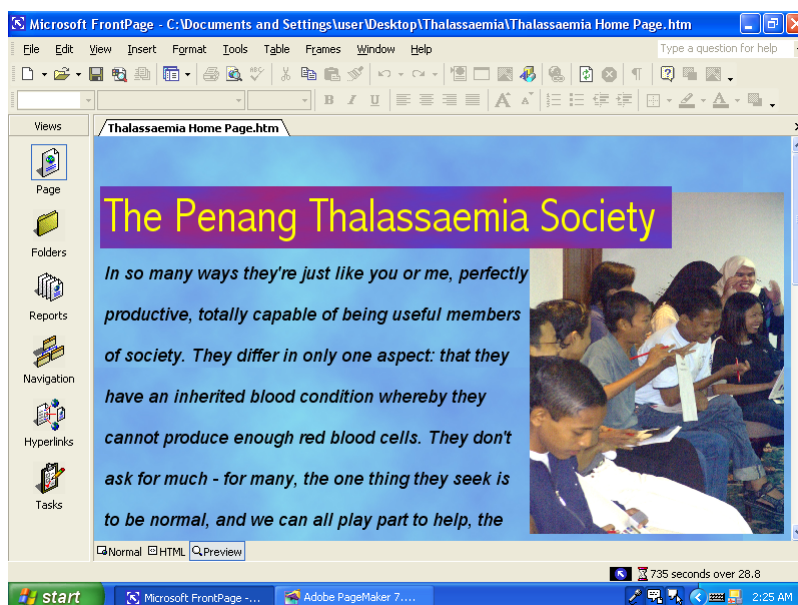 Microsoft FrontPage - C:\Documents and Settings\user\Desktop\Thalassaemia\Thalassaemia Home Page.htm
File Edit View Insert Format Tools Table Frames Window Help
Type a question for help
B I U A A A
Views
Thalassaemia Home Page.htm
Page
Folders
Reports
Navigation
Hyperlinks
Tasks
The Penang Thalassaemia Society
In so many ways they're just like you or me, perfectly
productive, totally capable of being useful members
of society. They differ in only one aspect: that they
have an inherited blood condition whereby they
cannot produce enough red blood cells. They don't
ask for much - for many, the one thing they seek is
to be normal, and we can all play part to help, the
Normal HTML Preview
735 seconds over 28.8
start Microsoft FrontPage -... Adobe PageMaker 7.... 2:25 AM